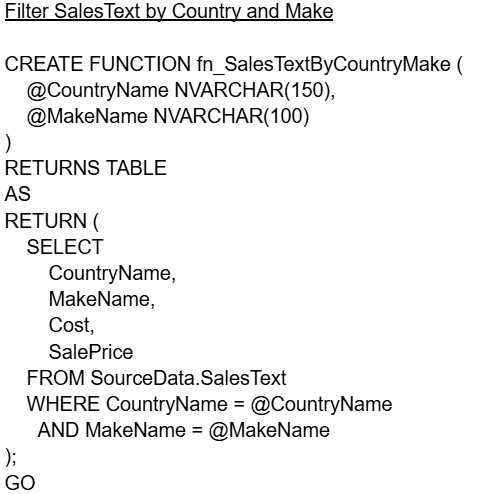 Filter SalesText by Country and Make
CREATE FUNCTION fn_SalesTextByCountryMake (
@CountryName NVARCHAR(150),
@MakeName NVARCHAR(100)
)
RETURNS TABLE
AS
RETURN (
SELECT
CountryName,
MakeName,
Cost,
SalePrice
FROM SourceData.SalesText
WHERE CountryName = @CountryName
AND MakeName = @MakeName
);
GO